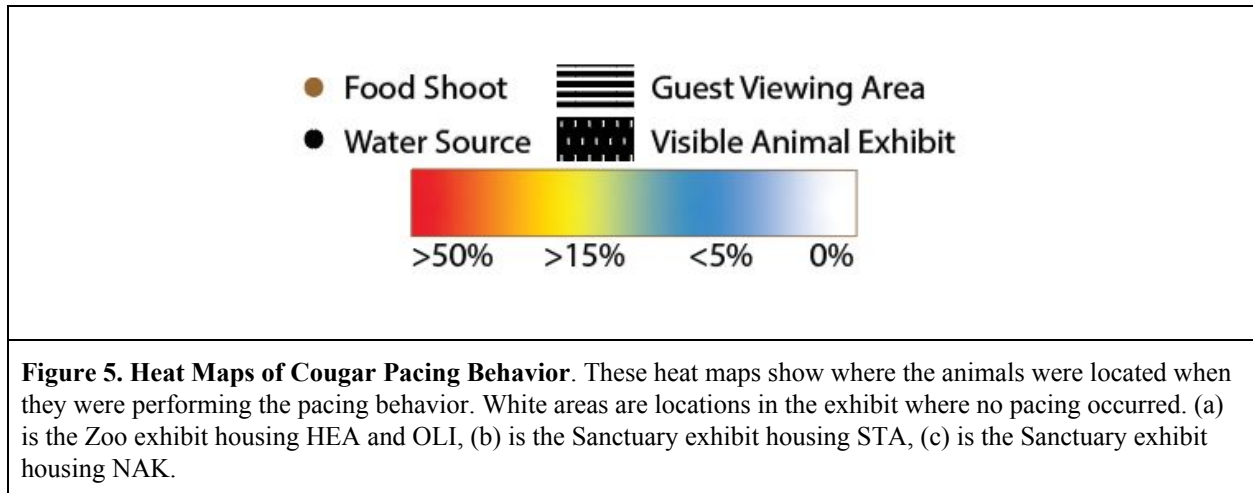 Food Shoot Guest Viewing Area
Water Source Visible Animal Exhibit
>50% >15% <5% 0%
Figure 5. Heat Maps of Cougar Pacing Behavior. These heat maps show where the animals were located when
they were performing the pacing behavior. White areas are locations in the exhibit where no pacing occurred. (a)
is the Zoo exhibit housing HEA and OLI, (b) is the Sanctuary exhibit housing STA, (c) is the Sanctuary exhibit
housing NAK.